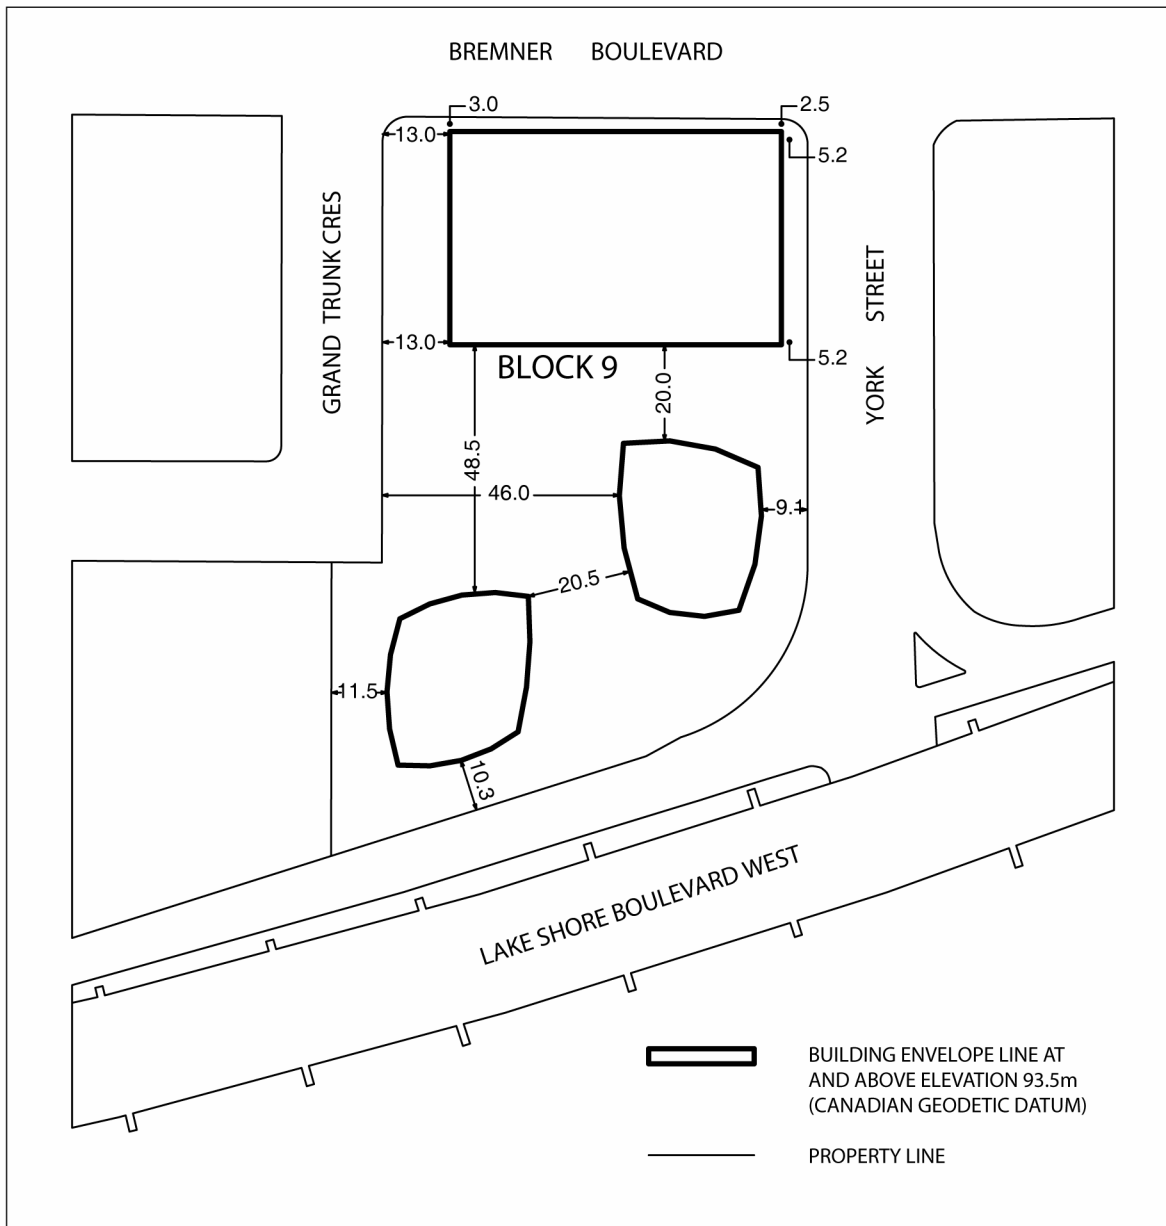 BREMNER BOULEVARD
3.0
2.5
13.0
5.2
GRAND TRUNK CRES
YORK STREET
13.0
5.2
BLOCK 9
20.0
48.5
46.0
9.1
20.5
11.5
10.3
LAKE SHORE BOULEVARD WEST
BUILDING ENVELOPE LINE AT
AND ABOVE ELEVATION 93.5m
(CANADIAN GEODETIC DATUM)
PROPERTY LINE